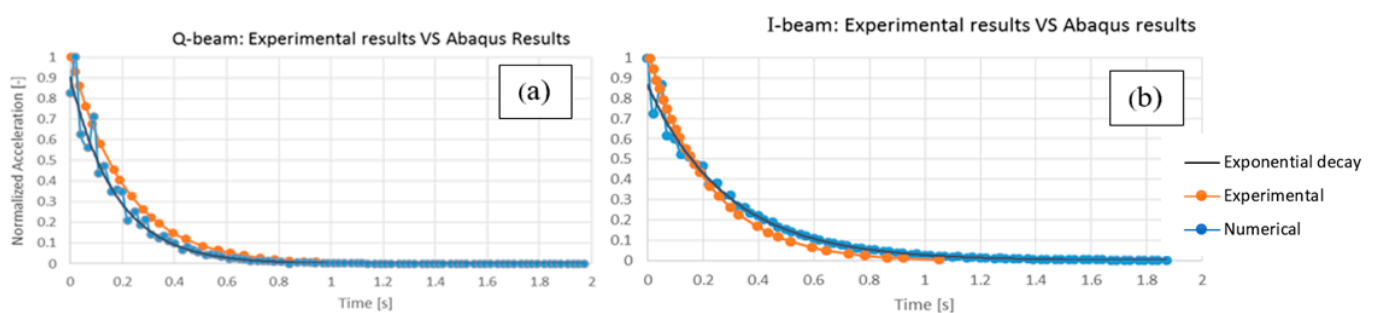 Q-beam: Experimental results VS Abaqus Results
(a)
Normalized Acceleration [-]
1
0.9
0.8
0.7
0.6
0.5
0.4
0.3
0.2
0.1
0
0 0.2 0.4 0.6 0.8 1 1.2 1.4 1.6 1.8 2
Time [s]
I-beam: Experimental results VS Abaqus results
(b)
1
0.9
0.8
0.7
0.6
0.5
0.4
0.3
0.2
0.1
0
0 0.2 0.4 0.6 0.8 1 1.2 1.4 1.6 1.8 2
Time [s]
Exponential decay
Experimental
Numerical